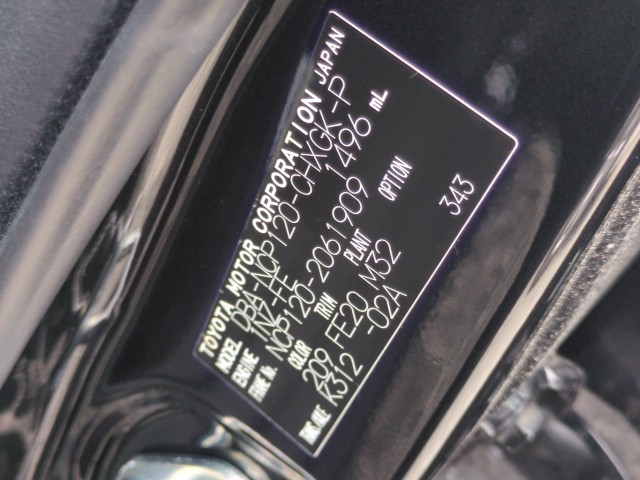 TOYOTA MOTOR CORPORATION JAPAN
MODEL DBA-NCP120-CHXGK-P
ENGINE 1NZ-FE 1496 mL
FRAME No. NCP120-2061909
COLOR TRIM PLANT OPTION
209 FE20 M32 343
TRANS./AXLE K312 -02A